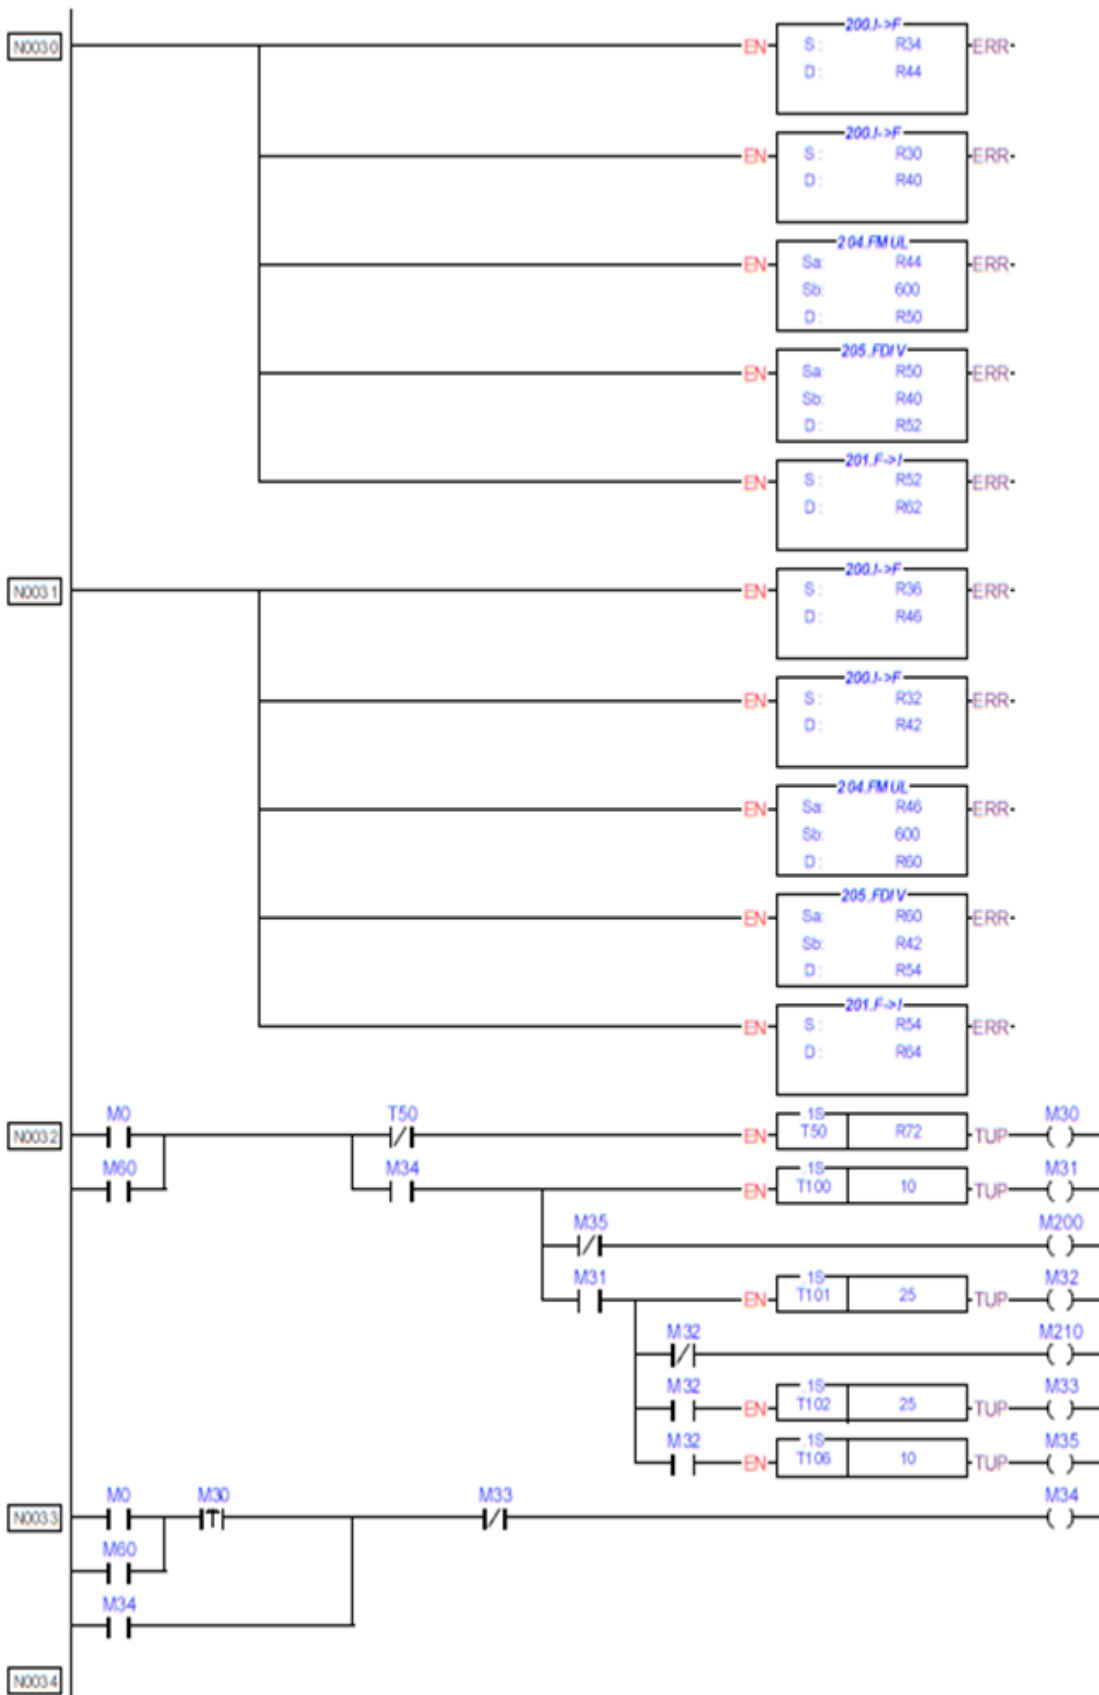 200.I->F
N0030 EN S: R34 ERR
D: R44
200.I->F
EN S: R30 ERR
D: R40
204.FMUL
EN Sa: R44 ERR
Sb: 600
D: R50
205.FDIV
EN Sa: R50 ERR
Sb: R40
D: R52
201.F->I
EN S: R52 ERR
D: R62
200.I->F
N0031 EN S: R36 ERR
D: R46
200.I->F
EN S: R32 ERR
D: R42
204.FMUL
EN Sa: R46 ERR
Sb: 600
D: R60
205.FDIV
EN Sa: R60 ERR
Sb: R42
D: R54
201.F->I
EN S: R54 ERR
D: R64
M0 T50 .1S M30
N0032 EN T50 R72 TUP
M60 M34 .1S M31
EN T100 10 TUP
M35 M200
M31 .1S M32
EN T101 25 TUP
M32 M210
M32 .1S M33
EN T102 25 TUP
M32 .1S M35
EN T106 10 TUP
M0 M30 M33 M34
N0033
M60
M34
N0034